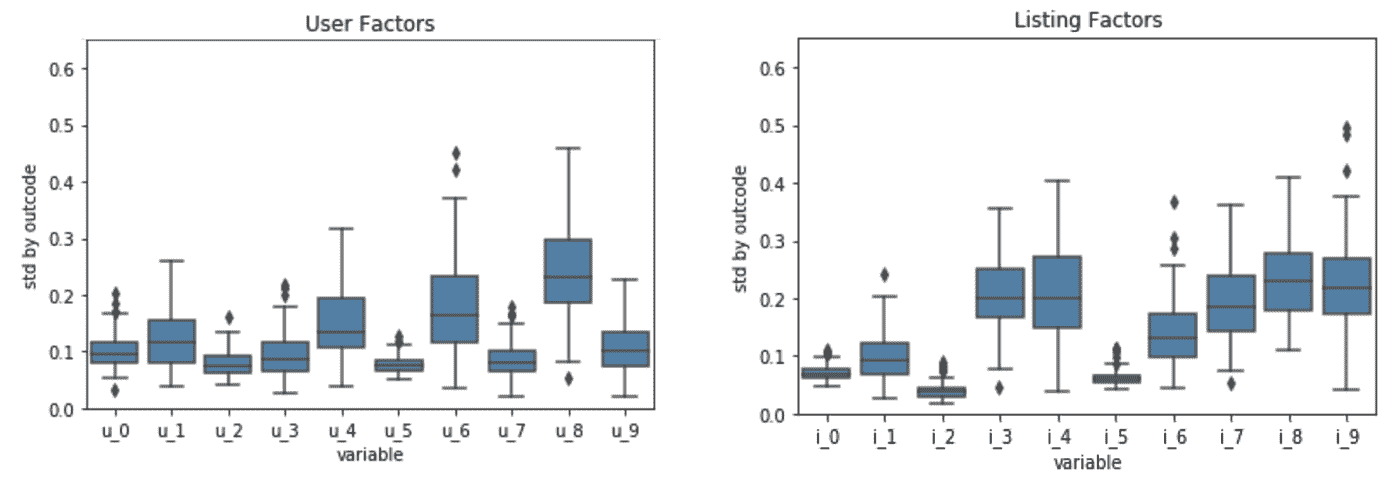 User Factors
std by outcode
0.6
0.5
0.4
0.3
0.2
0.1
0.0
u_0 u_1 u_2 u_3 u_4 u_5 u_6 u_7 u_8 u_9
variable
Listing Factors
std by outcode
0.6
0.5
0.4
0.3
0.2
0.1
0.0
i_0 i_1 i_2 i_3 i_4 i_5 i_6 i_7 i_8 i_9
variable